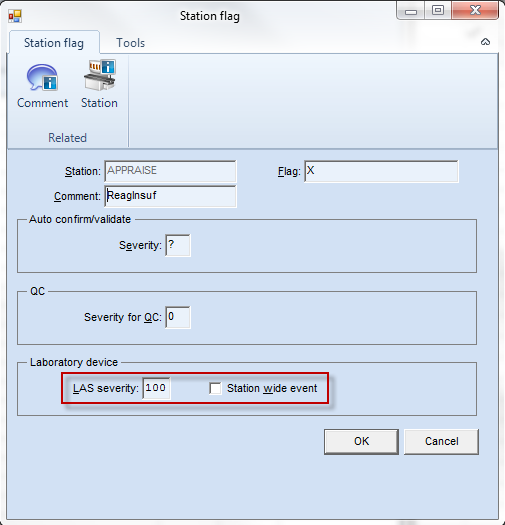 Station flag
Station flag Tools
Comment Station
Related
Station: APPRAISE Flag: X
Comment: ReagInsuf
Auto confirm/validate
Severity: ?
QC
Severity for QC: 0
Laboratory device
LAS severity: 100 Station wide event
OK Cancel